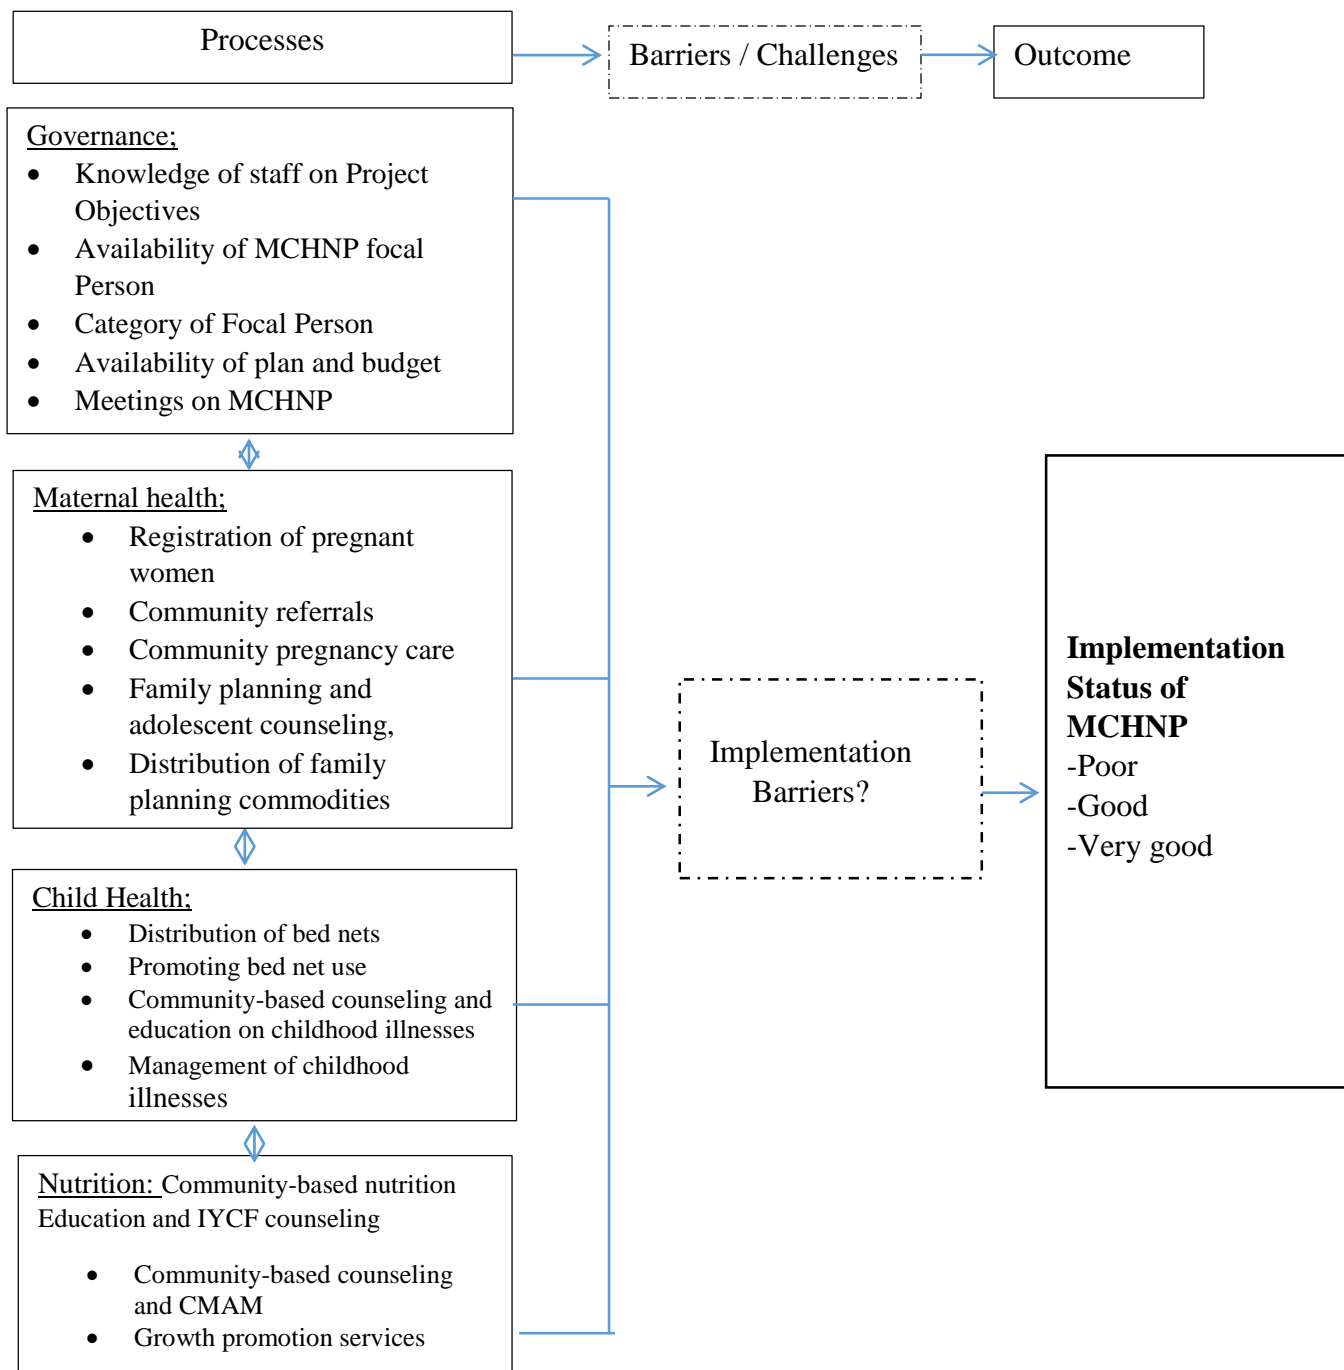 Processes
Barriers / Challenges
Outcome
Governance;
• Knowledge of staff on Project
Objectives
• Availability of MCHNP focal
Person
• Category of Focal Person
• Availability of plan and budget
• Meetings on MCHNP
Maternal health;
• Registration of pregnant
women
• Community referrals
• Community pregnancy care
• Family planning and
adolescent counseling,
• Distribution of family
planning commodities
Child Health;
• Distribution of bed nets
• Promoting bed net use
• Community-based counseling and
education on childhood illnesses
• Management of childhood
illnesses
Nutrition: Community-based nutrition
Education and IYCF counseling
• Community-based counseling
and CMAM
• Growth promotion services
Implementation
Barriers?
Implementation
Status of
MCHNP
-Poor
-Good
-Very good